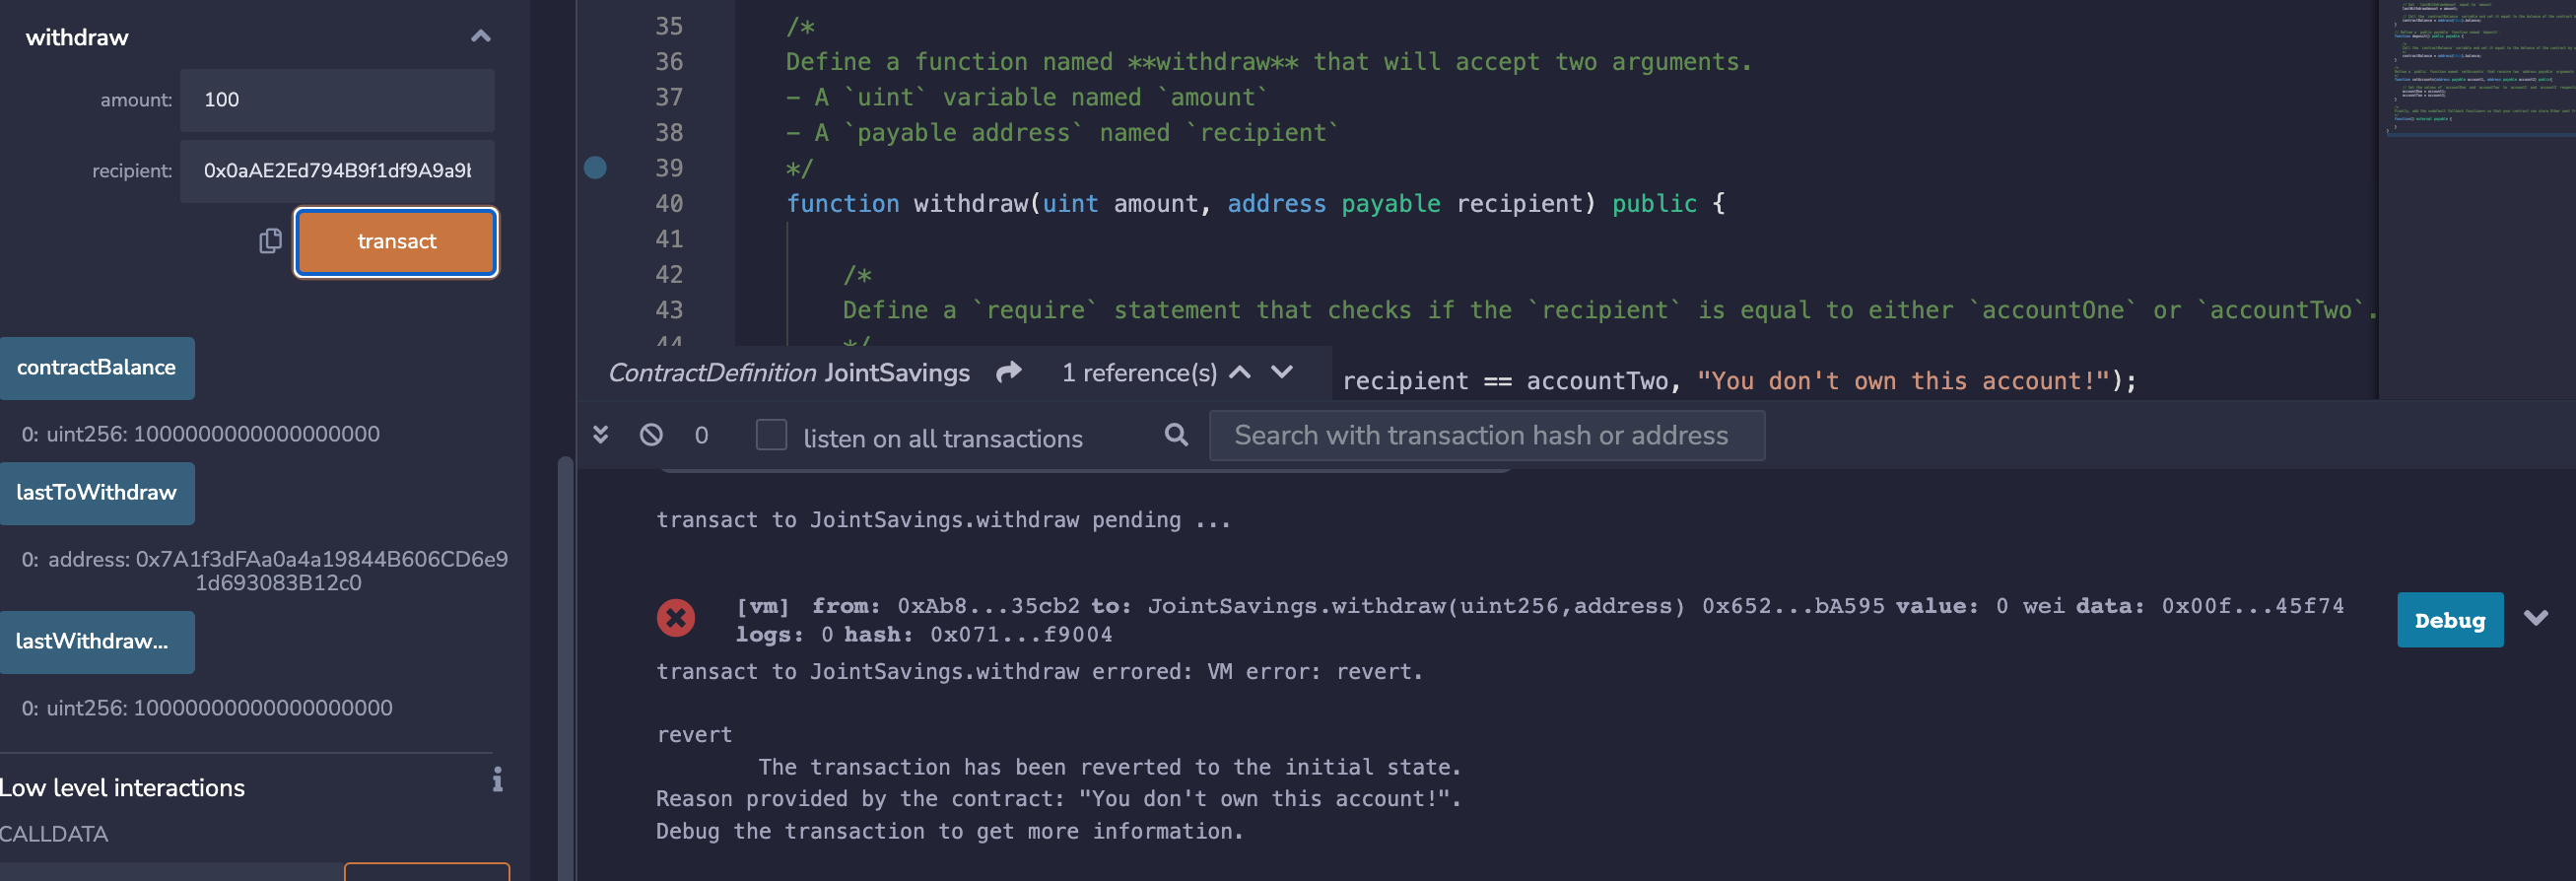 withdraw
amount: 100
recipient: 0x0aAE2Ed794B9f1df9A9a9b
transact
contractBalance
0: uint256: 1000000000000000000
lastToWithdraw
0: address: 0x7A1f3dFAa0a4a19844B606CD6e9
1d693083B12c0
lastWithdraw...
0: uint256: 10000000000000000000
Low level interactions
CALLDATA
35 /*
36 Define a function named **withdraw** that will accept two arguments.
37 - A `uint` variable named `amount`
38 - A `payable address` named `recipient`
39 */
40 function withdraw(uint amount, address payable recipient) public {
41
42 /*
43 Define a `require` statement that checks if the `recipient` is equal to either `accountOne` or `accountTwo`.
44 */
ContractDefinition JointSavings 1 reference(s)
recipient == accountTwo, "You don't own this account!");
0 listen on all transactions Search with transaction hash or address
transact to JointSavings.withdraw pending ...
[vm] from: 0xAb8...35cb2 to: JointSavings.withdraw(uint256,address) 0x652...bA595 value: 0 wei data: 0x00f...45f74
logs: 0 hash: 0x071...f9004
Debug
transact to JointSavings.withdraw errored: VM error: revert.
revert
The transaction has been reverted to the initial state.
Reason provided by the contract: "You don't own this account!".
Debug the transaction to get more information.